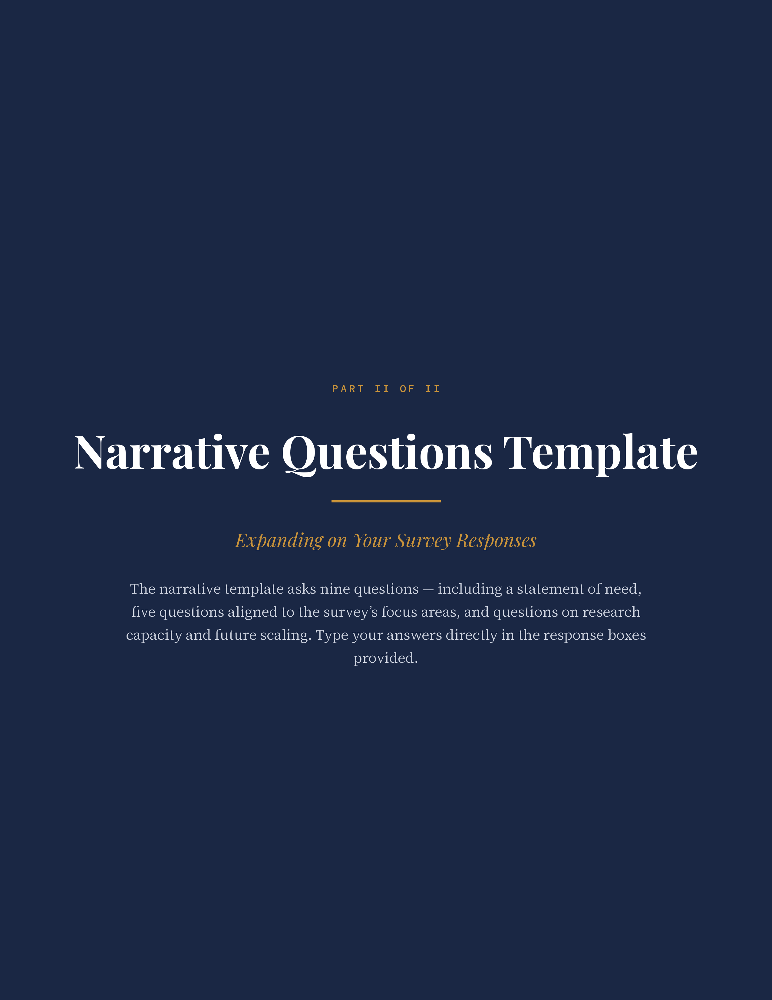 PART II OF II
Narrative Questions Template
Expanding on Your Survey Responses
The narrative template asks nine questions — including a statement of need,
five questions aligned to the survey’s focus areas, and questions on research
capacity and future scaling. Type your answers directly in the response boxes
provided.